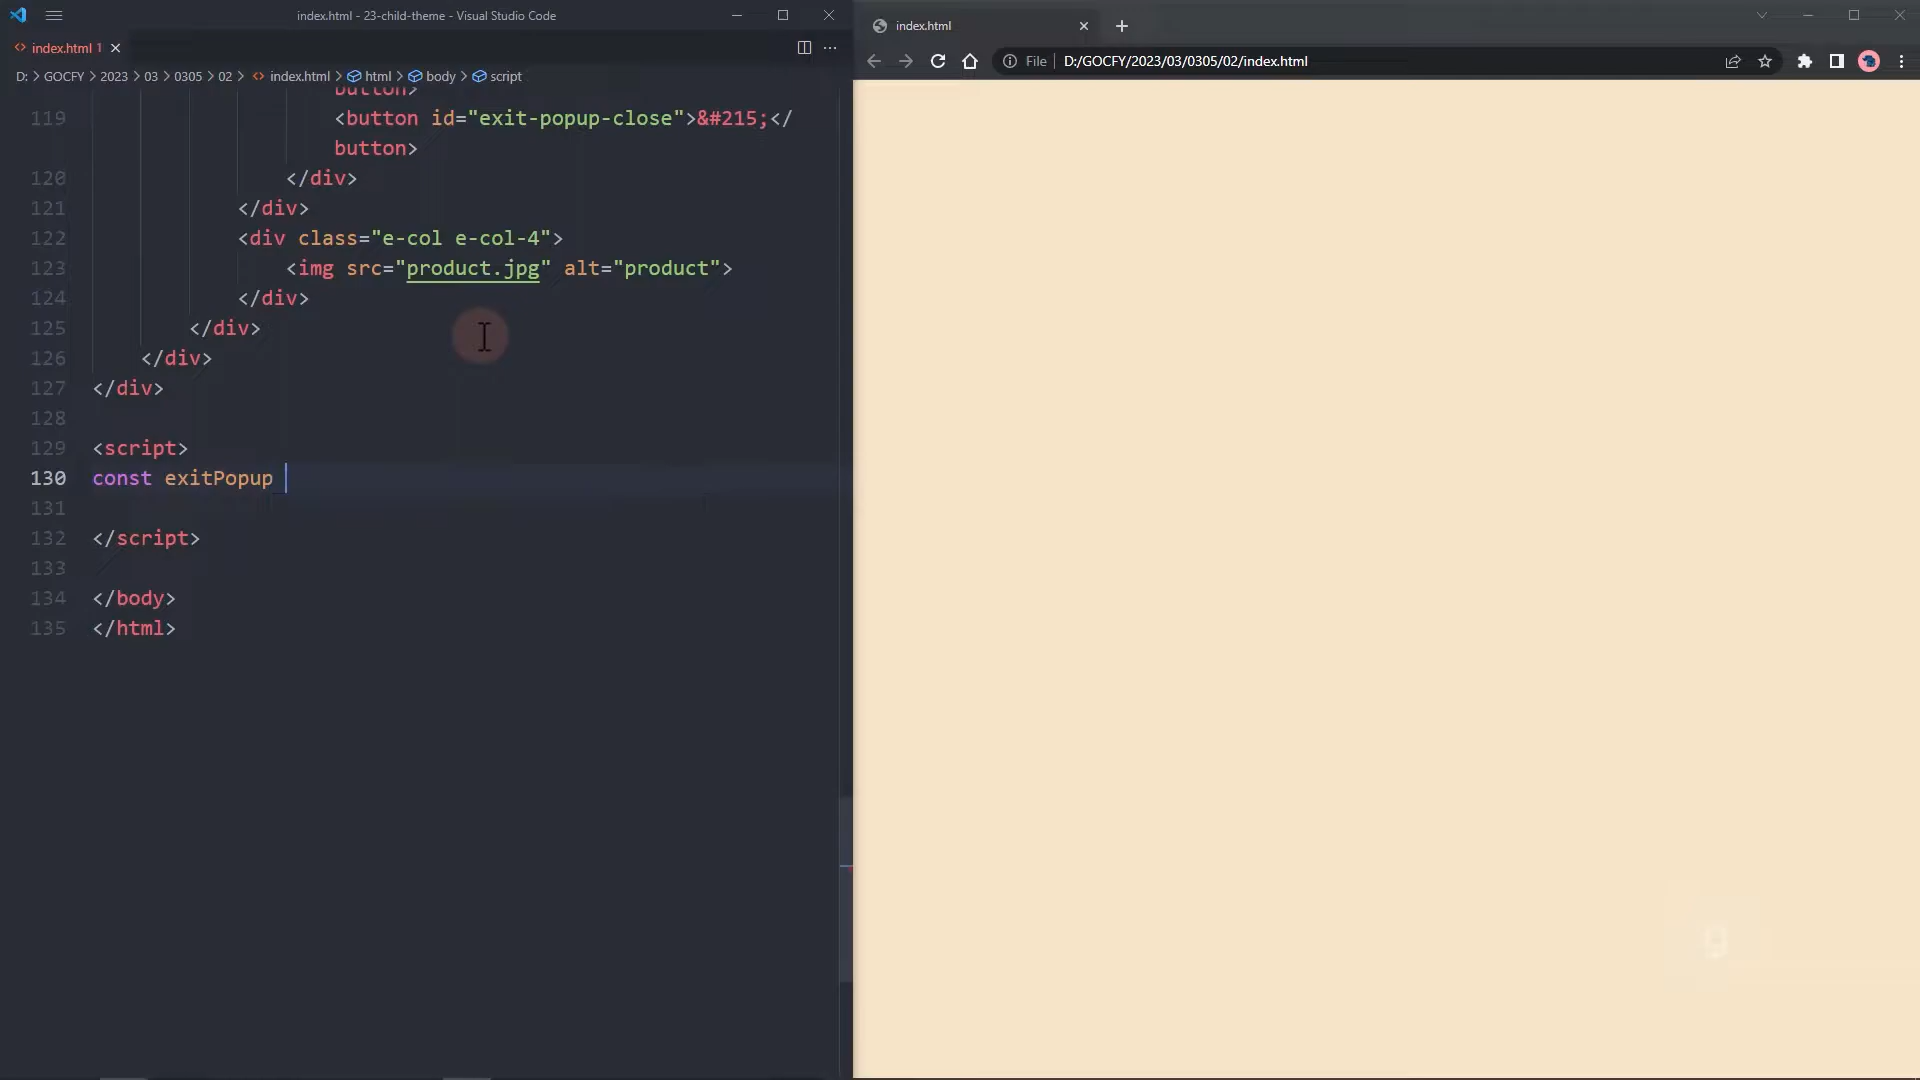 index.html - 23-child-theme - Visual Studio Code
index.html 1
D: > GOCFY > 2023 > 03 > 0305 > 02 > index.html > html > body > script
button>
119 <button id="exit-popup-close">&#215;</
button>
120 </div>
121 </div>
122 <div class="e-col e-col-4">
123 <img src="product.jpg" alt="product">
124 </div>
125 </div>
126 </div>
127 </div>
128
129 <script>
130 const exitPopup
131
132 </script>
133
134 </body>
135 </html>
index.html
File D:/GOCFY/2023/03/0305/02/index.html